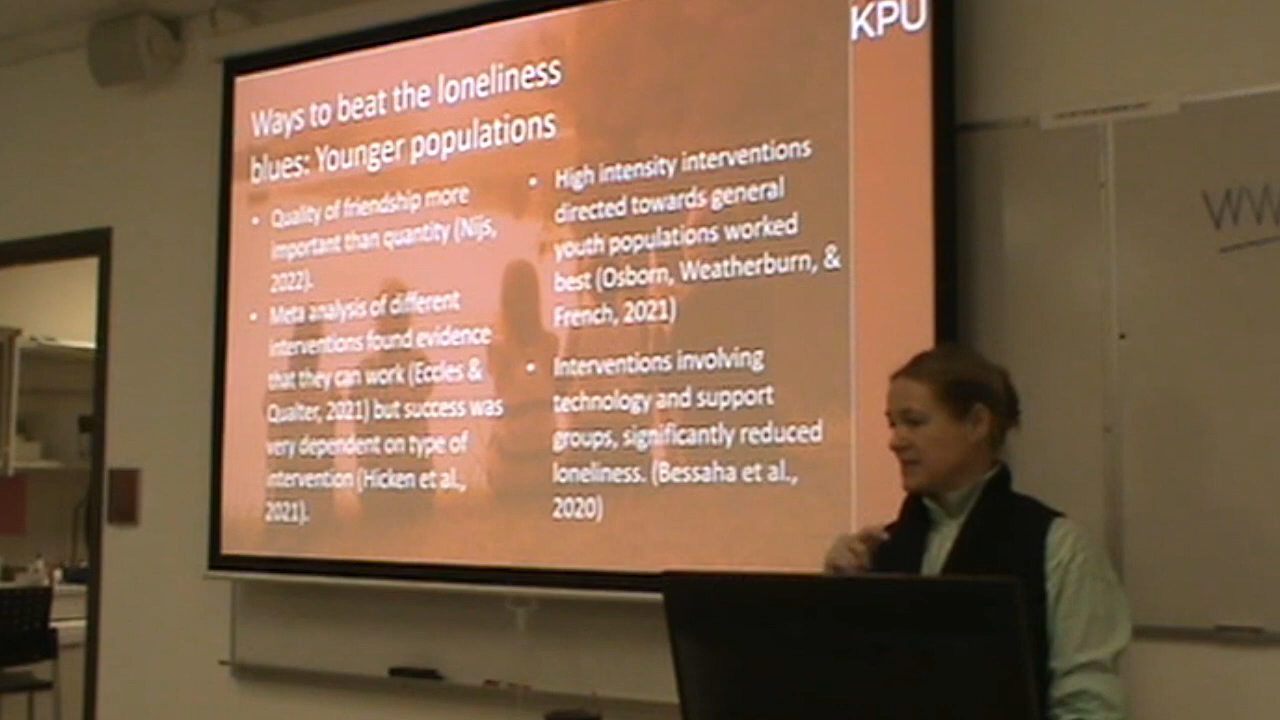 KPU
Ways to beat the loneliness
blues: Younger populations
• Quality of friendship more
important than quantity (Nijs,
2022).
• Meta analysis of different
interventions found evidence
that they can work (Eccles &
Qualter, 2021) but success was
very dependent on type of
intervention (Hicken et al.,
2021).
• High intensity interventions
directed towards general
youth populations worked
best (Osborn, Weatherburn, &
French, 2021)
• Interventions involving
technology and support
groups, significantly reduced
loneliness. (Bessaha et al.,
2020)